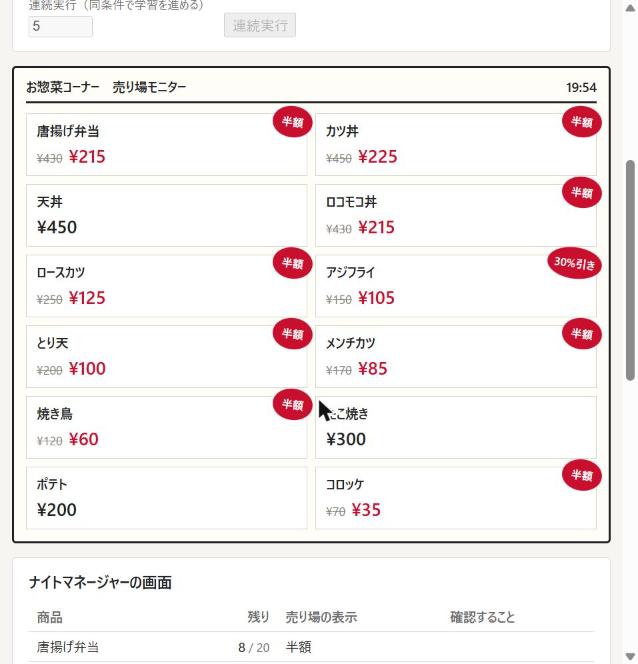 連続実行（同条件で学習を進める）
5
連続実行
お惣菜コーナー　売り場モニター
19:54
唐揚げ弁当
半額
¥430 ¥215
カツ丼
半額
¥450 ¥225
天丼
¥450
ロコモコ丼
半額
¥430 ¥215
ロースカツ
半額
¥250 ¥125
アジフライ
30%引き
¥150 ¥105
とり天
半額
¥200 ¥100
メンチカツ
半額
¥170 ¥85
焼き鳥
半額
¥120 ¥60
こ焼き
¥300
ポテト
¥200
コロッケ
半額
¥70 ¥35
ナイトマネージャーの画面
商品 残り 売り場の表示 確認すること
唐揚げ弁当 8 / 20 半額